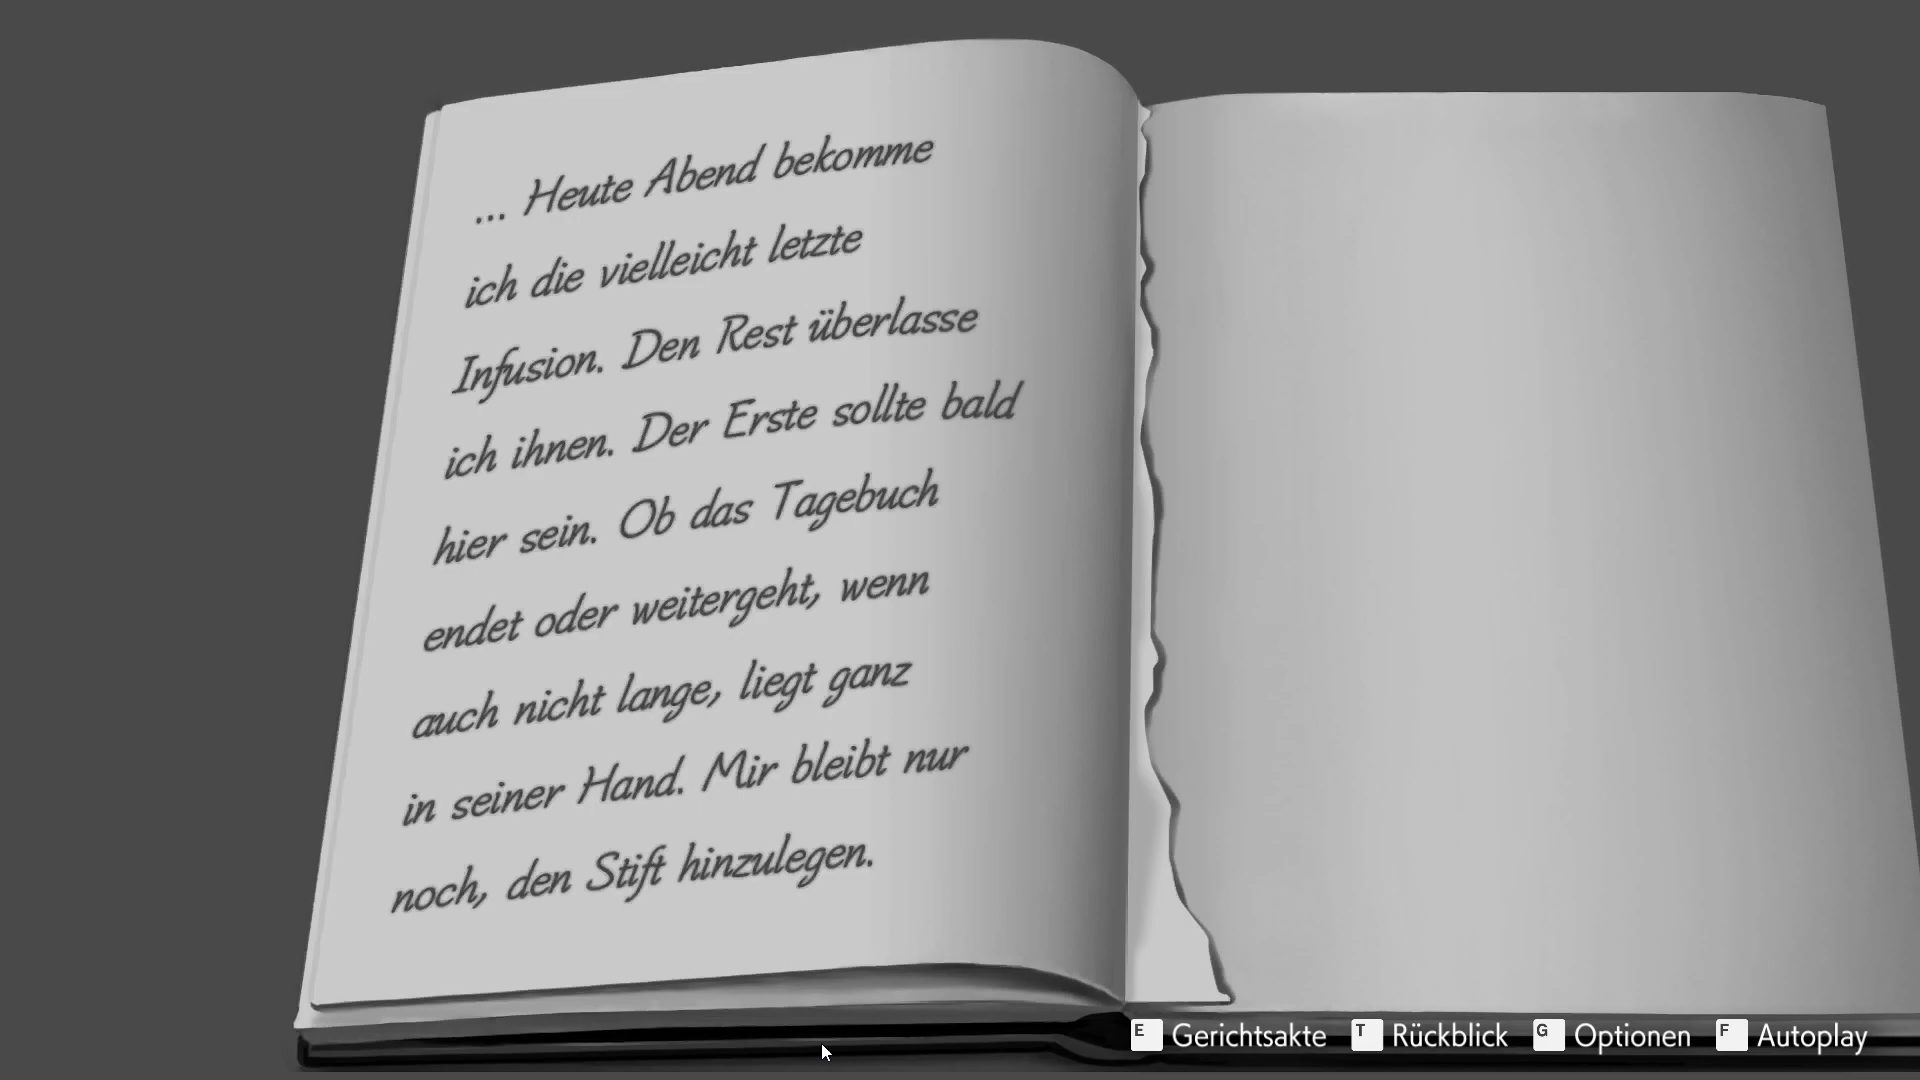 ... Heute Abend bekomme
ich die vielleicht letzte
Infusion. Den Rest überlasse
ich ihnen. Der Erste sollte bald
hier sein. Ob das Tagebuch
endet oder weitergeht, wenn
auch nicht lange, liegt ganz
in seiner Hand. Mir bleibt nur
noch, den Stift hinzulegen.
E Gerichtsakte T Rückblick G Optionen F Autoplay